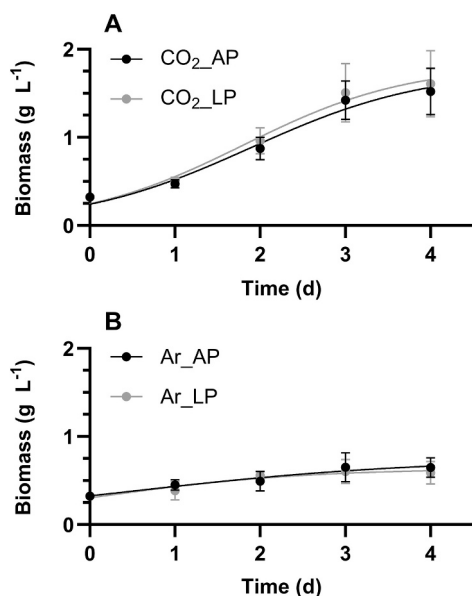 A
Biomass (g L⁻¹)
2
1
0
CO₂_AP
CO₂_LP
0 1 2 3 4
Time (d)
B
Biomass (g L⁻¹)
2
1
0
Ar_AP
Ar_LP
0 1 2 3 4
Time (d)